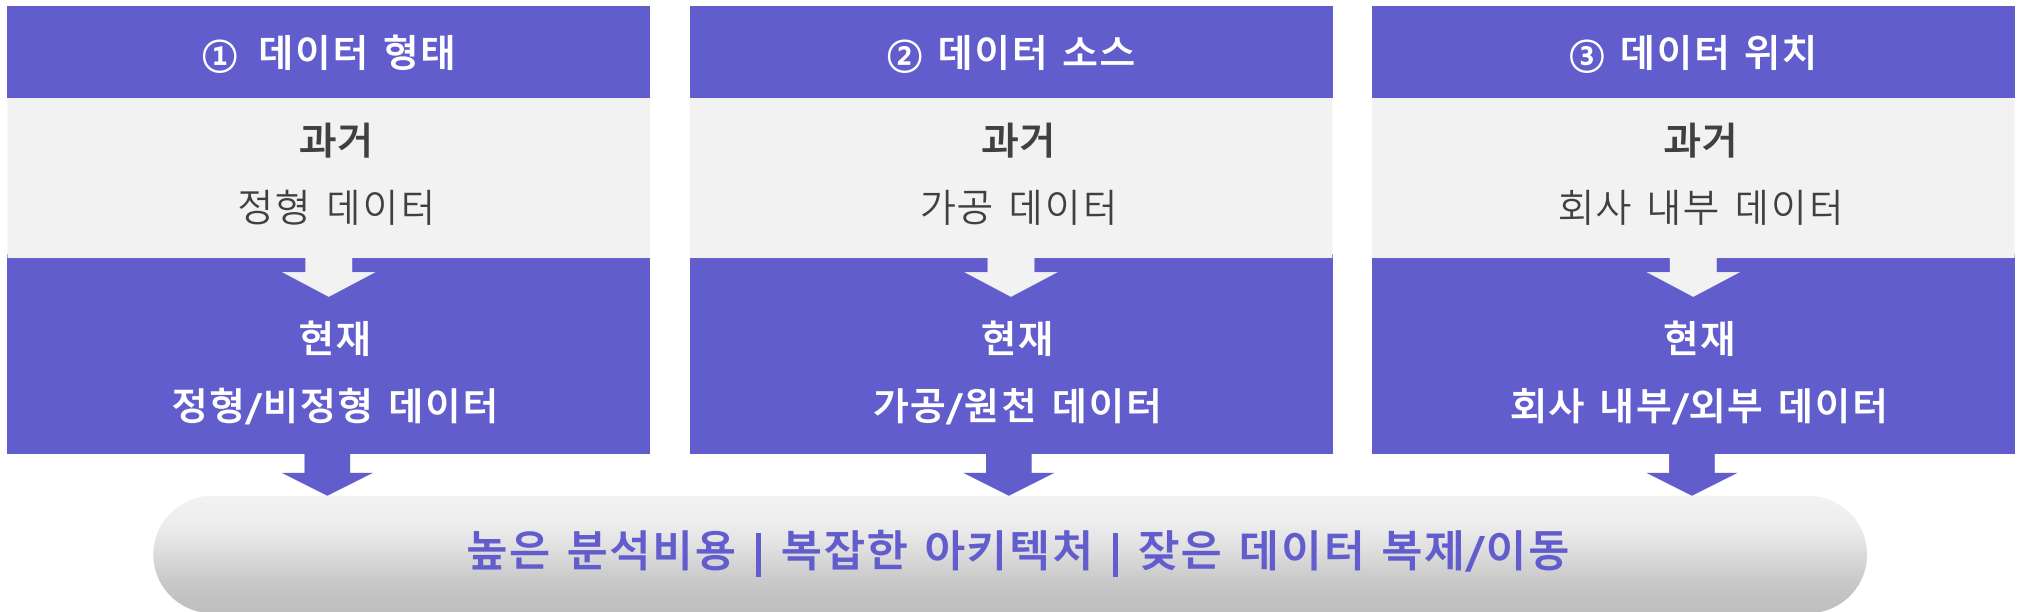 ① 데이터 형태
과거
정형 데이터
현재
정형/비정형 데이터
② 데이터 소스
과거
가공 데이터
현재
가공/원천 데이터
③ 데이터 위치
과거
회사 내부 데이터
현재
회사 내부/외부 데이터
높은 분석비용 | 복잡한 아키텍처 | 잦은 데이터 복제/이동